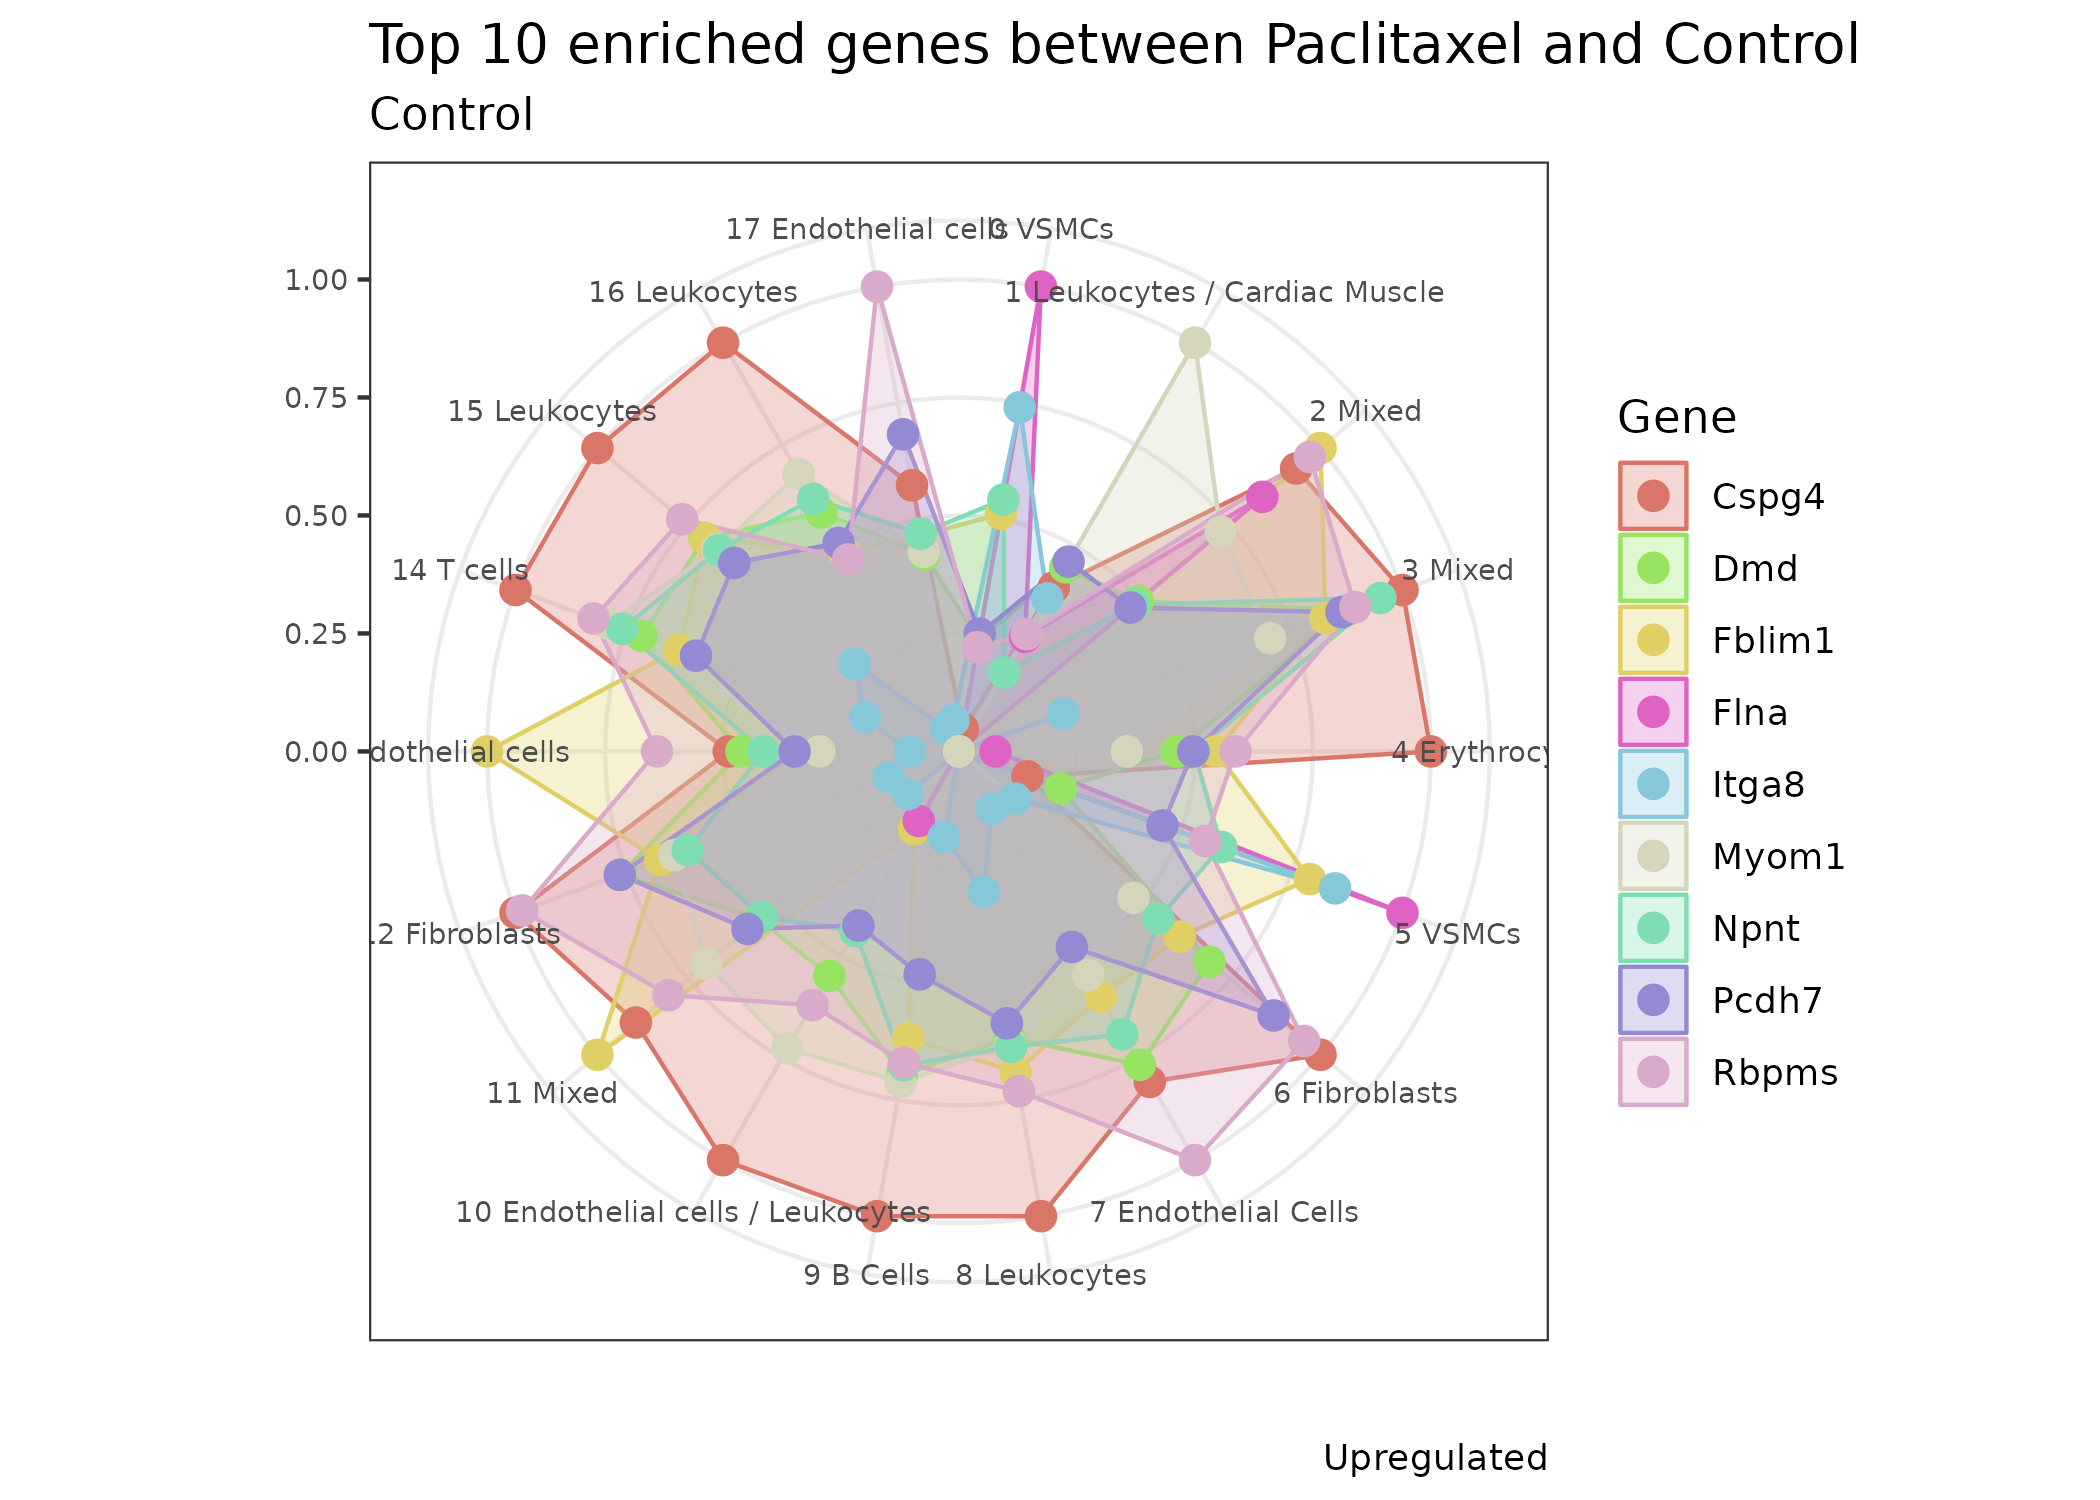 Top 10 enriched genes between Paclitaxel and Control
Control
17 Endothelial cells
0 VSMCs
16 Leukocytes
1 Leukocytes / Cardiac Muscle
15 Leukocytes
2 Mixed
14 T cells
3 Mixed
dothelial cells
4 Erythrocy
2 Fibroblasts
5 VSMCs
11 Mixed
6 Fibroblasts
10 Endothelial cells / Leukocytes
7 Endothelial Cells
9 B Cells
8 Leukocytes
1.00
0.75
0.50
0.25
0.00
Gene
Cspg4
Dmd
Fblim1
Flna
Itga8
Myom1
Npnt
Pcdh7
Rbpms
Upregulated